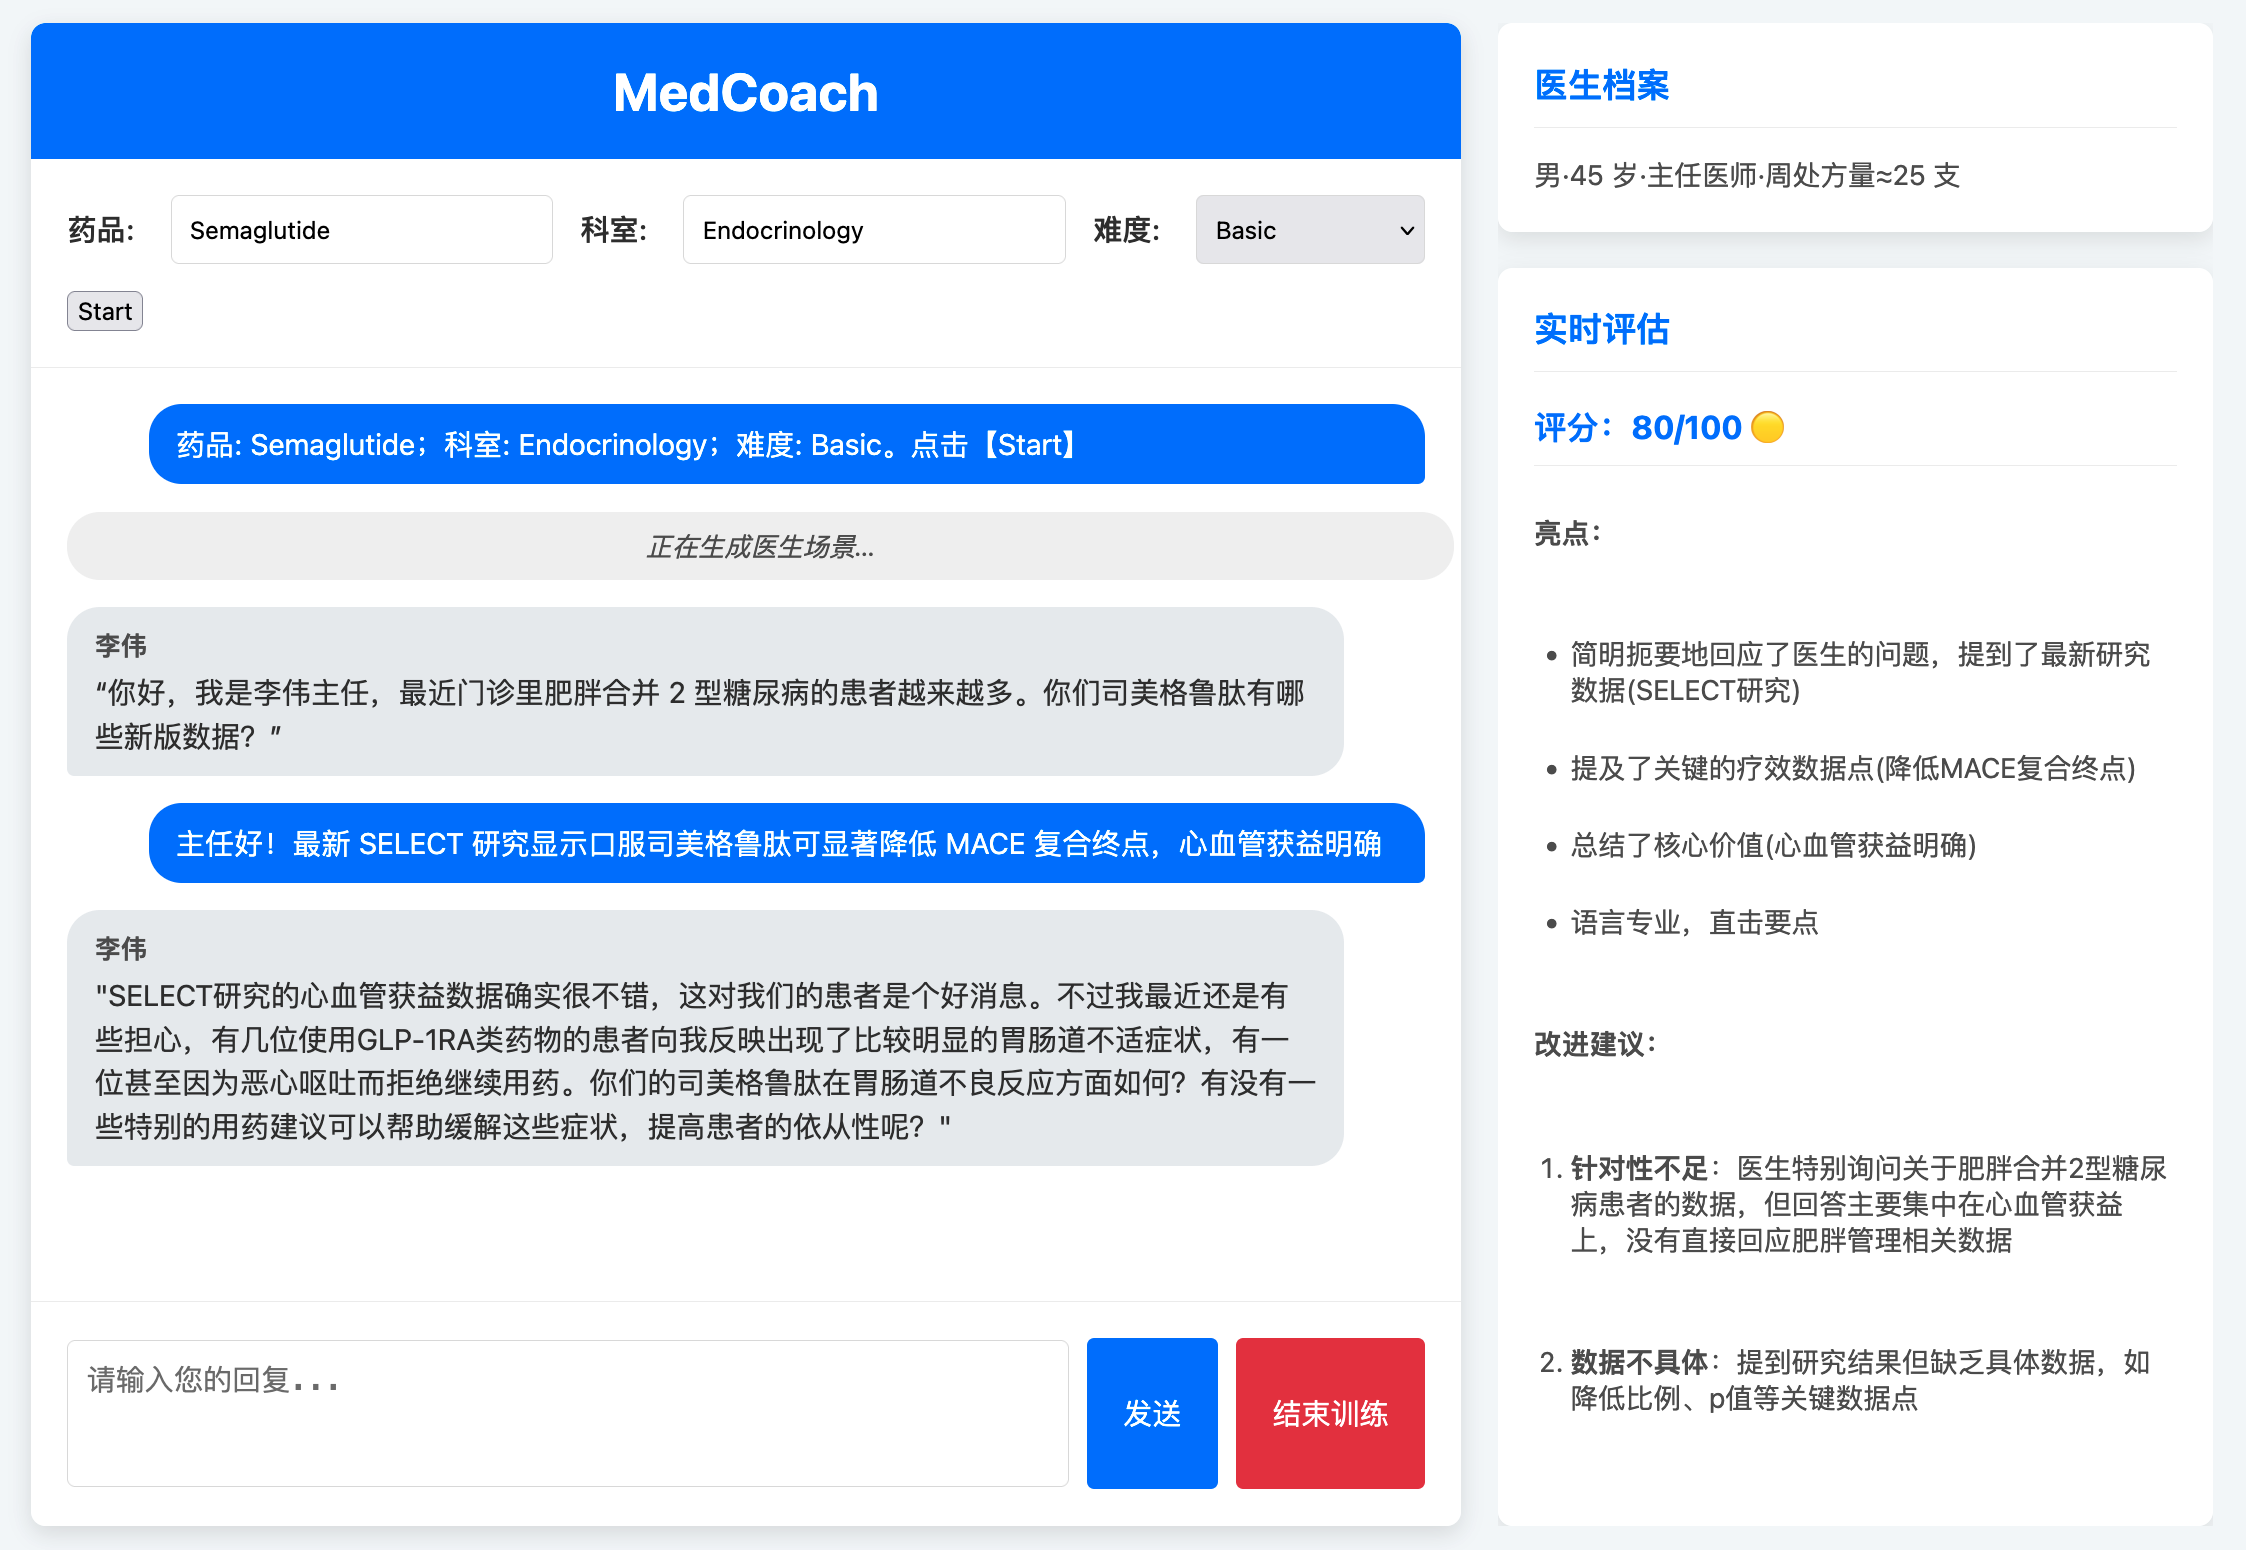 MedCoach
药品:
Semaglutide
科室:
Endocrinology
难度:
Basic
Start
药品: Semaglutide；科室: Endocrinology；难度: Basic。点击【Start】
正在生成医生场景...
李伟
“你好，我是李伟主任，最近门诊里肥胖合并 2 型糖尿病的患者越来越多。你们司美格鲁肽有哪
些新版数据？”
主任好！最新 SELECT 研究显示口服司美格鲁肽可显著降低 MACE 复合终点，心血管获益明确
李伟
"SELECT研究的心血管获益数据确实很不错，这对我们的患者是个好消息。不过我最近还是有
些担心，有几位使用GLP-1RA类药物的患者向我反映出现了比较明显的胃肠道不适症状，有一
位甚至因为恶心呕吐而拒绝继续用药。你们的司美格鲁肽在胃肠道不良反应方面如何？有没有一
些特别的用药建议可以帮助缓解这些症状，提高患者的依从性呢？"
请输入您的回复...
发送
结束训练
医生档案
男·45 岁·主任医师·周处方量≈25 支
实时评估
评分：80/100 🟡
亮点：
• 简明扼要地回应了医生的问题，提到了最新研究
数据(SELECT研究)
• 提及了关键的疗效数据点(降低MACE复合终点)
• 总结了核心价值(心血管获益明确)
• 语言专业，直击要点
改进建议：
1. 针对性不足：医生特别询问关于肥胖合并2型糖尿
病患者的数据，但回答主要集中在心血管获益
上，没有直接回应肥胖管理相关数据
2. 数据不具体：提到研究结果但缺乏具体数据，如
降低比例、p值等关键数据点